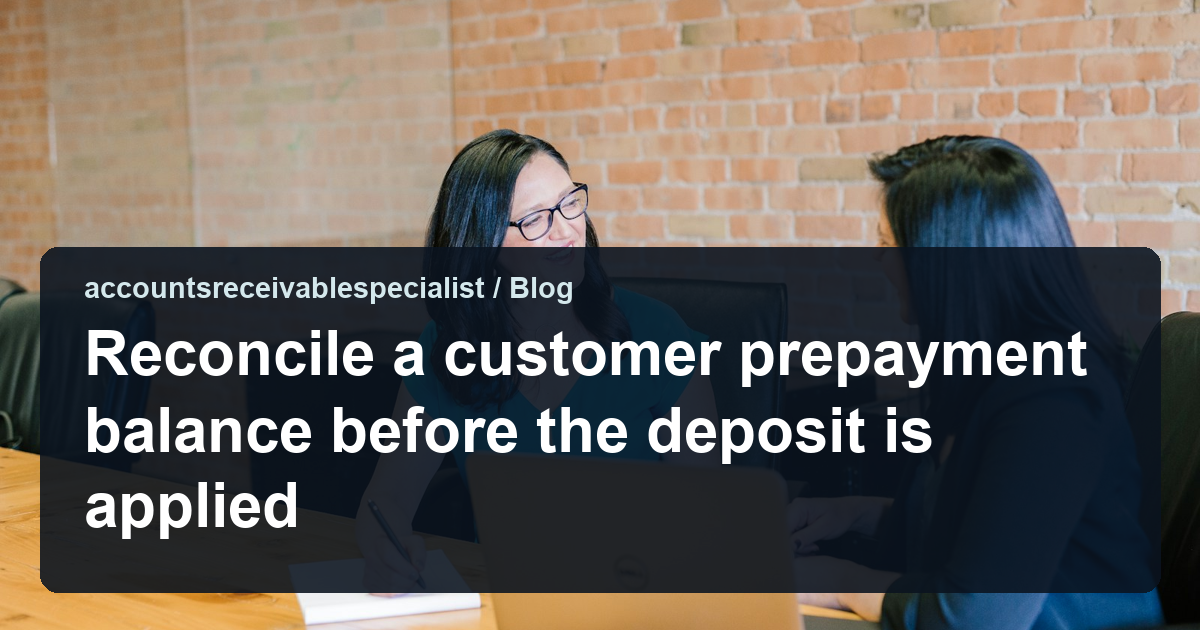 accountsreceivablespecialist / Blog
Reconcile a customer prepayment
balance before the deposit is
applied